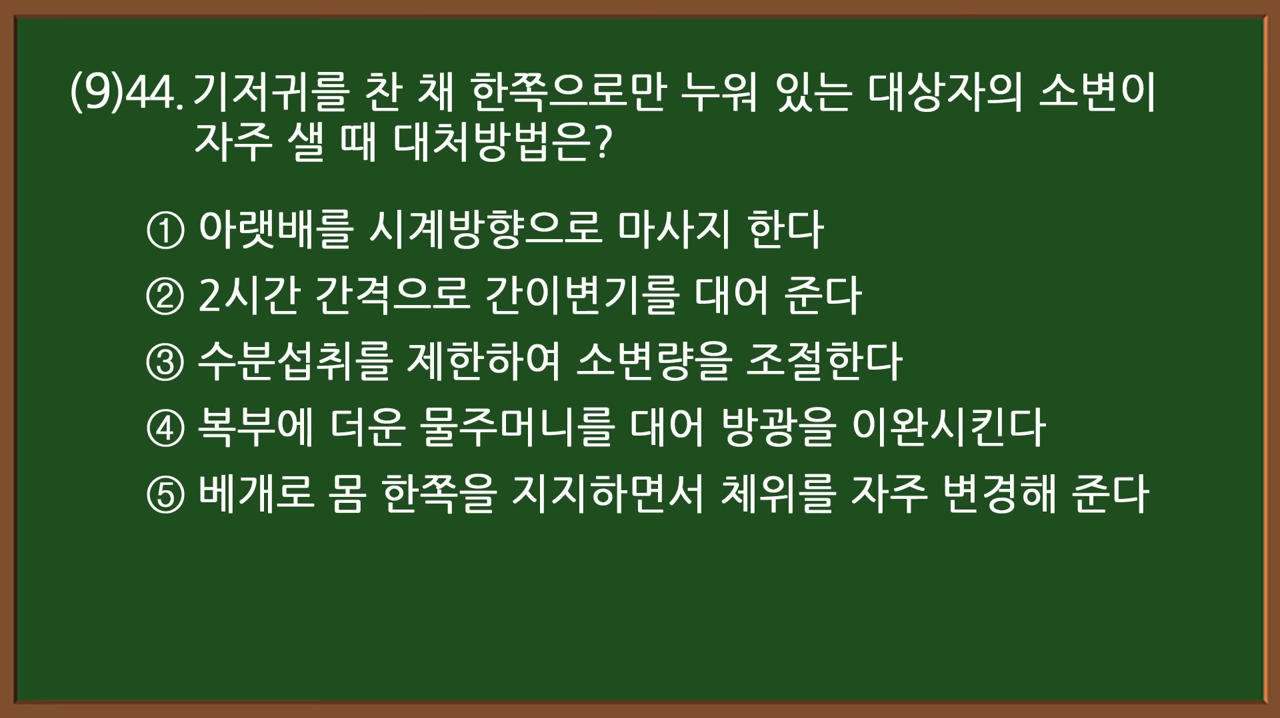 (9)44. 기저귀를 찬 채 한쪽으로만 누워 있는 대상자의 소변이
자주 샐 때 대처방법은?
① 아랫배를 시계방향으로 마사지 한다
② 2시간 간격으로 간이변기를 대어 준다
③ 수분섭취를 제한하여 소변량을 조절한다
④ 복부에 더운 물주머니를 대어 방광을 이완시킨다
⑤ 베개로 몸 한쪽을 지지하면서 체위를 자주 변경해 준다